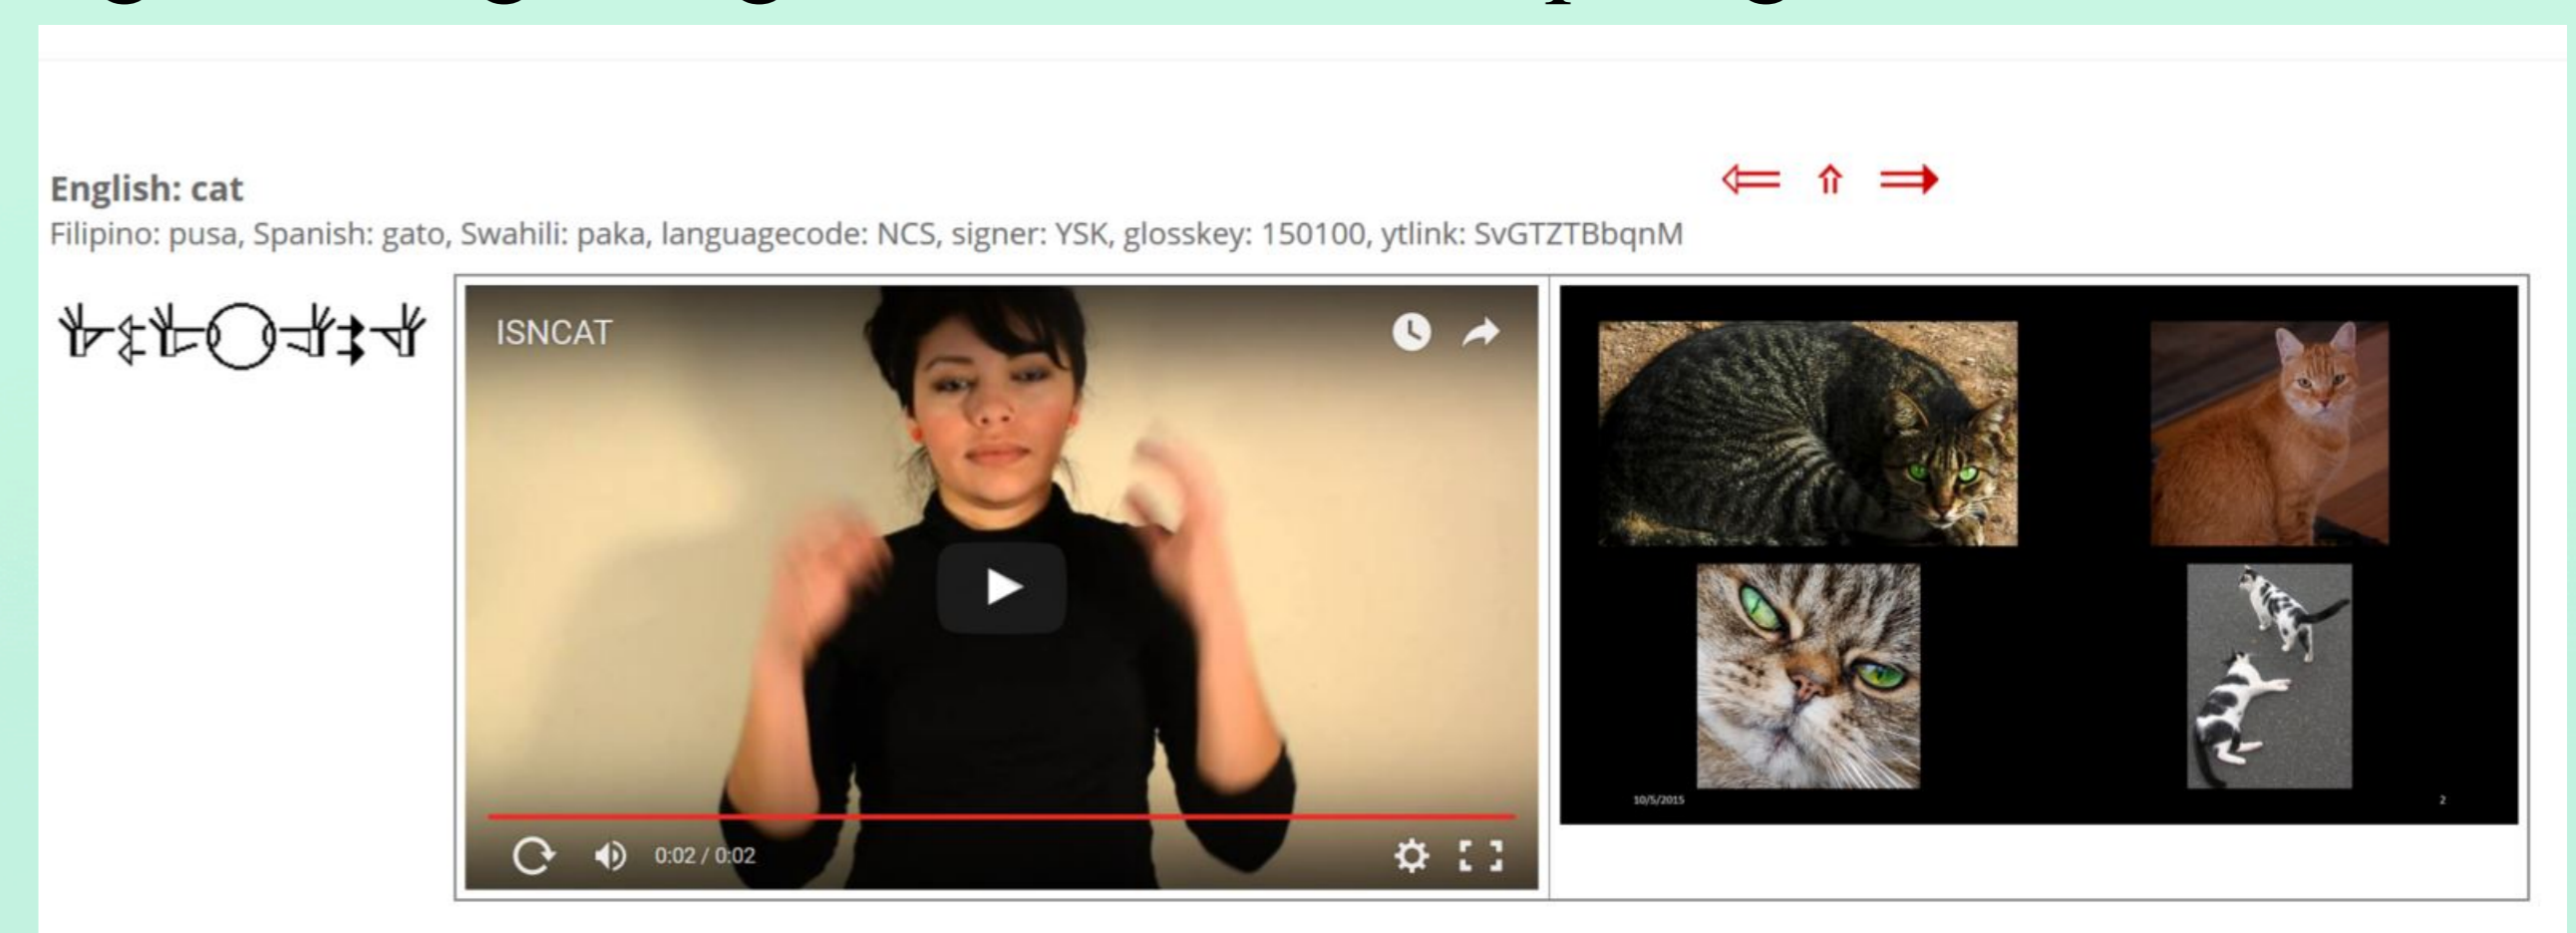 English: cat
Filipino: pusa, Spanish: gato, Swahili: paka, languagecode: NCS, signer: YSK, glosskey: 150100, ytlink: SvGTZTBbqnM
ISNCAT
0:02 / 0:02
10/5/2015
2